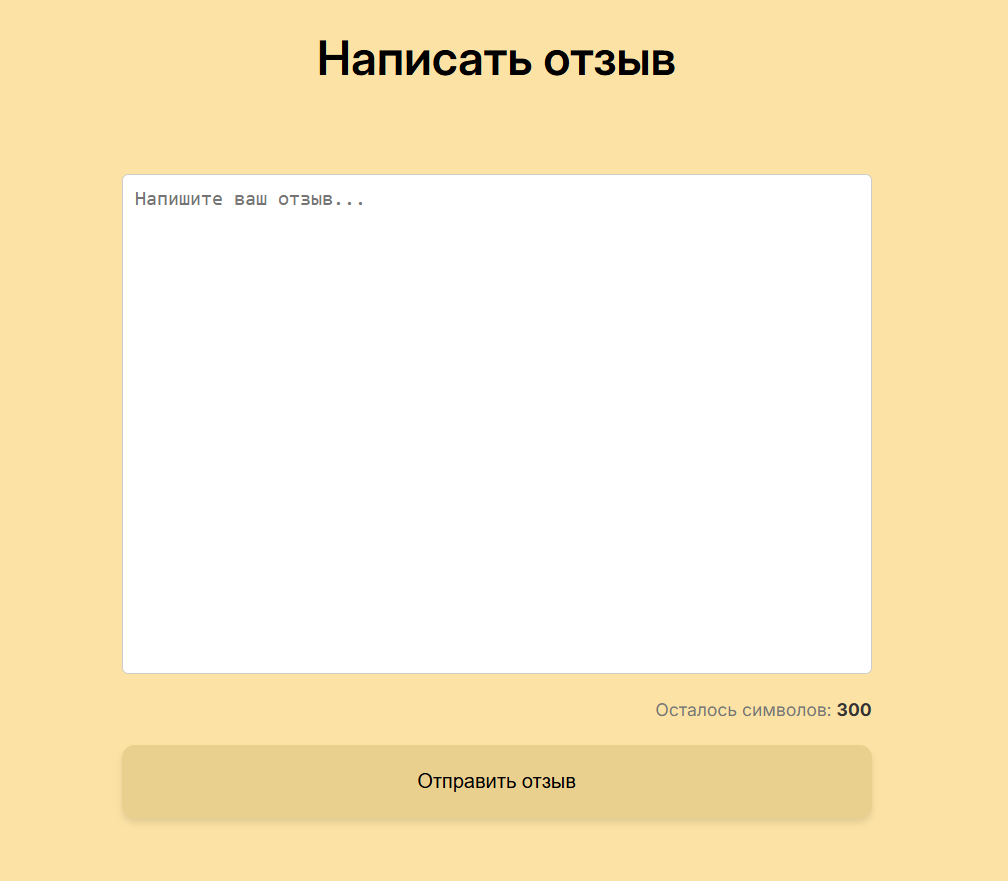 Написать отзыв
Напишите ваш отзыв...
Осталось символов: 300
Отправить отзыв